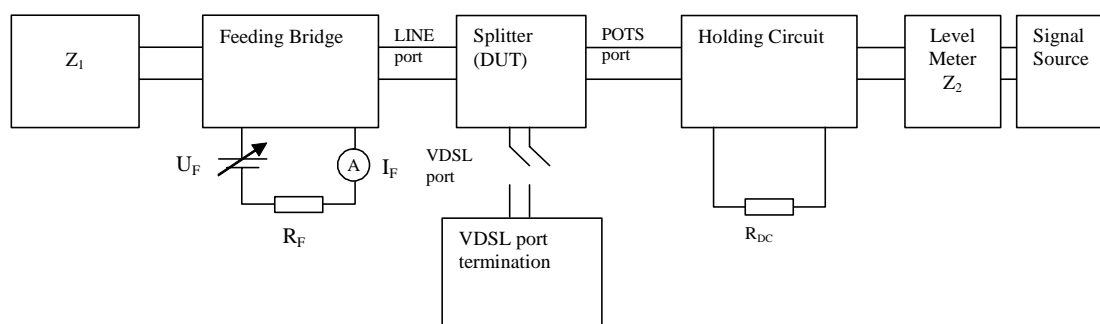 Z1
Feeding Bridge
LINE
port
Splitter
(DUT)
POTS
port
Holding Circuit
Level
Meter
Z2
Signal
Source
UF
A
IF
RF
VDSL
port
VDSL port
termination
RDC